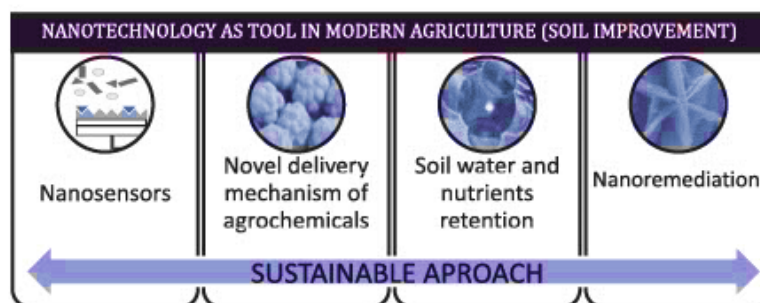 NANOTECHNOLOGY AS TOOL IN MODERN AGRICULTURE (SOIL IMPROVEMENT)
Nanosensors
Novel delivery
mechanism of
agrochemicals
Soil water and
nutrients
retention
Nanoremediation
SUSTAINABLE APROACH